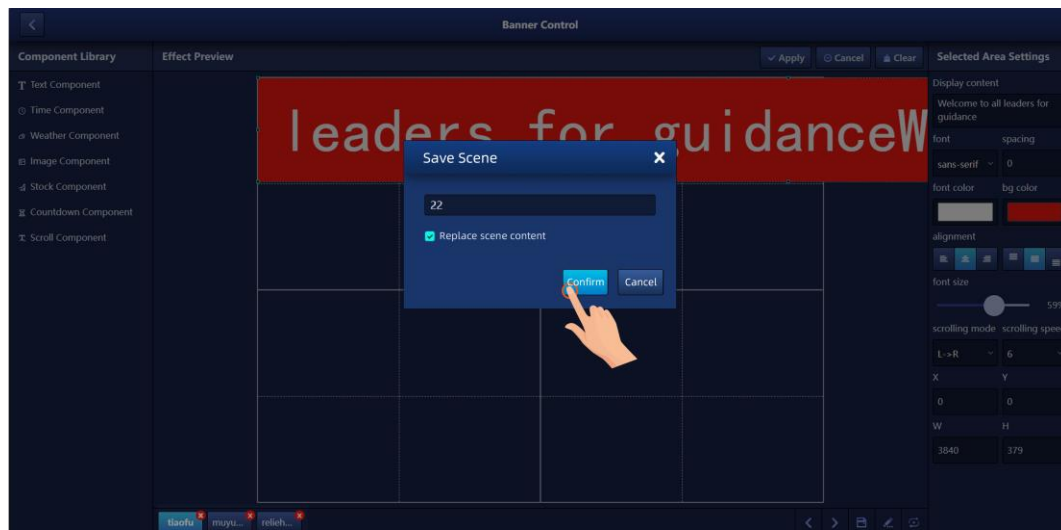 Banner Control
Component Library
Effect Preview
Apply
Cancel
Clear
Selected Area Settings
T Text Component
Time Component
Weather Component
Image Component
Stock Component
Countdown Component
Scroll Component
leaders for guidanceW
Save Scene
22
Replace scene content
Confirm
Cancel
Display content
Welcome to all leaders for
guidance
font
spacing
sans-serif
0
font color
bg color
alignment
font size
599
scrolling mode
scrolling spee
L->R
6
X
Y
0
0
W
H
3840
379
tiaofu
muyu...
relieh...